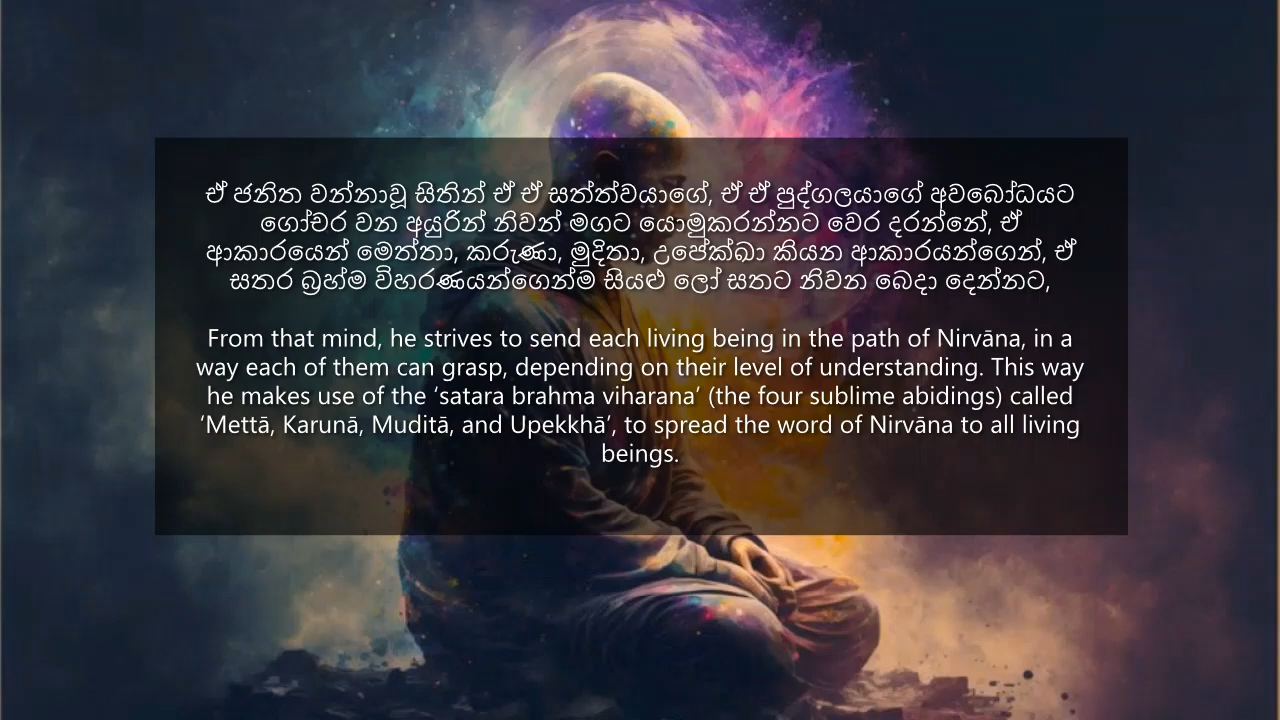 ඒ ජනිත වන්නාවූ සිතින් ඒ ඒ සත්ත්වයාගේ, ඒ ඒ පුද්ගලයාගේ අවබෝධයට
ගෝචර වන අයුරින් නිවන් මගට යොමුකරන්නට වෙර දරන්නේ, ඒ
ආකාරයෙන් මෙත්තා, කරුණා, මුදිතා, උපේක්ඛා කියන ආකාරයන්ගෙන්, ඒ
සතර බ්‍රහ්ම විහරණයන්ගෙන්ම සියළු ලෝ සතට නිවන බෙදා දෙන්නට,
From that mind, he strives to send each living being in the path of Nirvāna, in a
way each of them can grasp, depending on their level of understanding. This way
he makes use of the ‘satara brahma viharana’ (the four sublime abidings) called
‘Mettā, Karunā, Muditā, and Upekkhā’, to spread the word of Nirvāna to all living
beings.